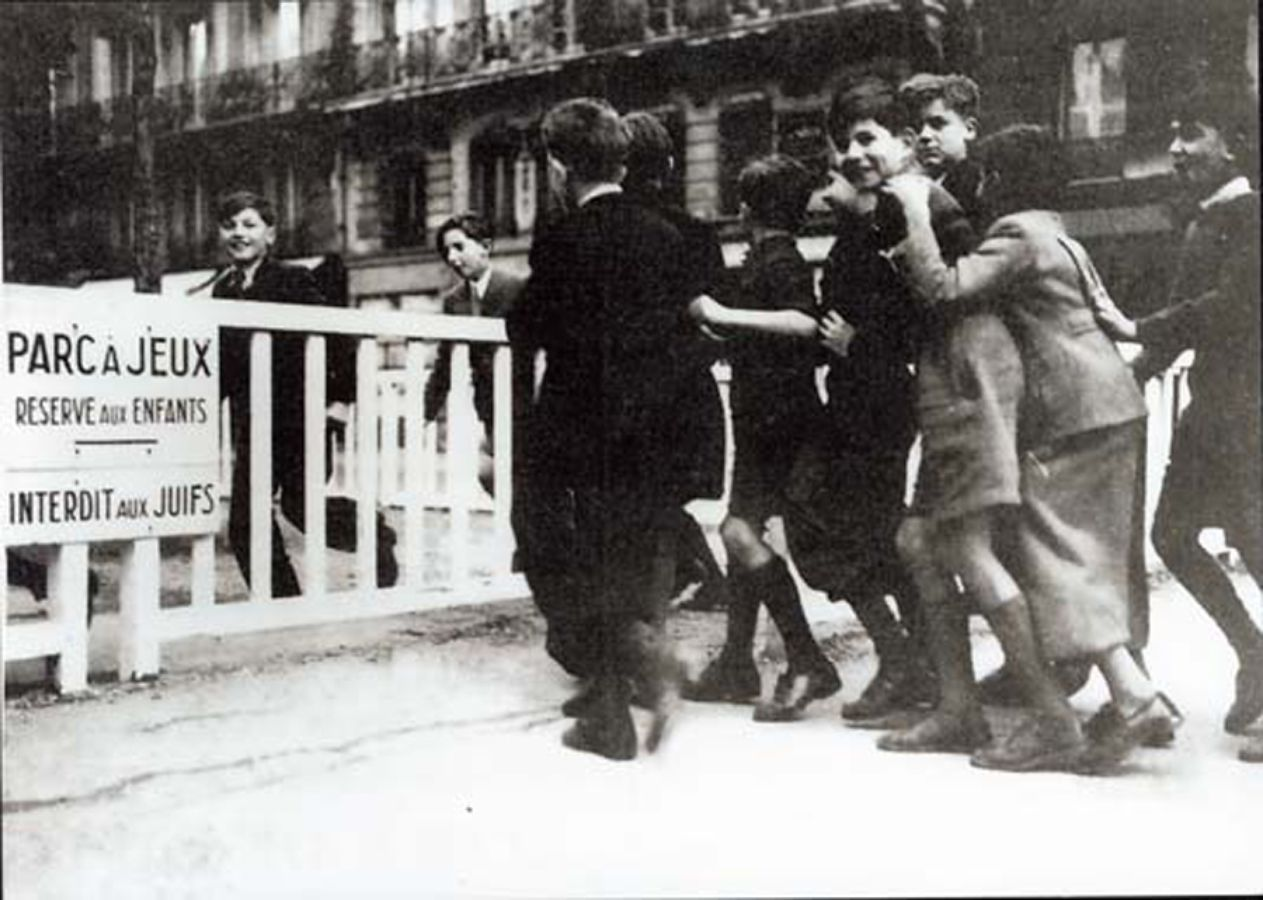 PARC À JEUX
RESERVE AUX ENFANTS
INTERDIT AUX JUIFS